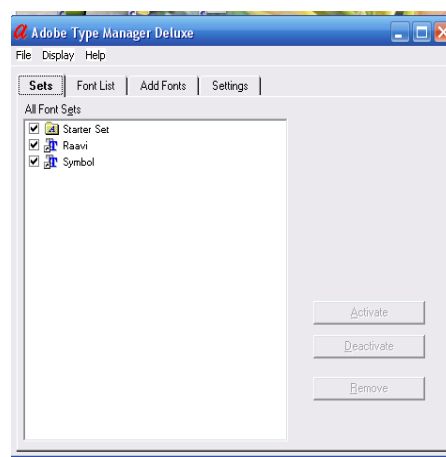 Adobe Type Manager Deluxe
File Display Help
Sets Font List Add Fonts Settings
All Font Sets
Starter Set
Raavi
Symbol
Activate
Deactivate
Remove